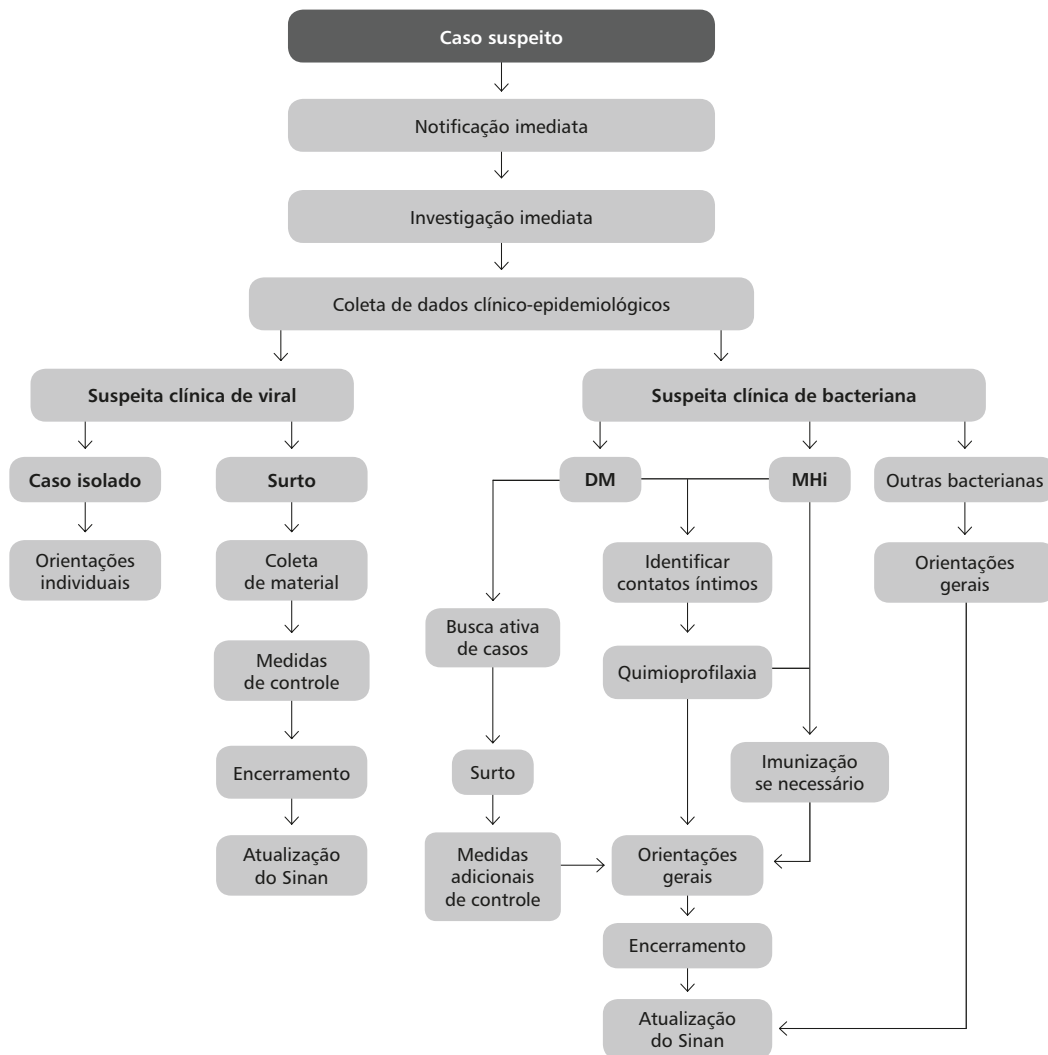 Caso suspeito
Notificação imediata
Investigação imediata
Coleta de dados clínico-epidemiológicos
Suspeita clínica de viral
Suspeita clínica de bacteriana
Caso isolado
Surto
DM
MHi
Outras bacterianas
Orientações
individuais
Coleta
de material
Identificar
contatos íntimos
Orientações
gerais
Busca ativa
de casos
Medidas
de controle
Quimioprofilaxia
Encerramento
Surto
Imunização
se necessário
Atualização
do Sinan
Medidas
adicionais
de controle
Orientações
gerais
Encerramento
Atualização
do Sinan